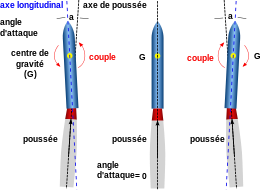 axe longitudinal
axe de poussée
a
a
angle
d'attaque
centre de
gravité
(G)
couple
G
couple
G
poussée
poussée
poussée
angle
d'attaque= 0